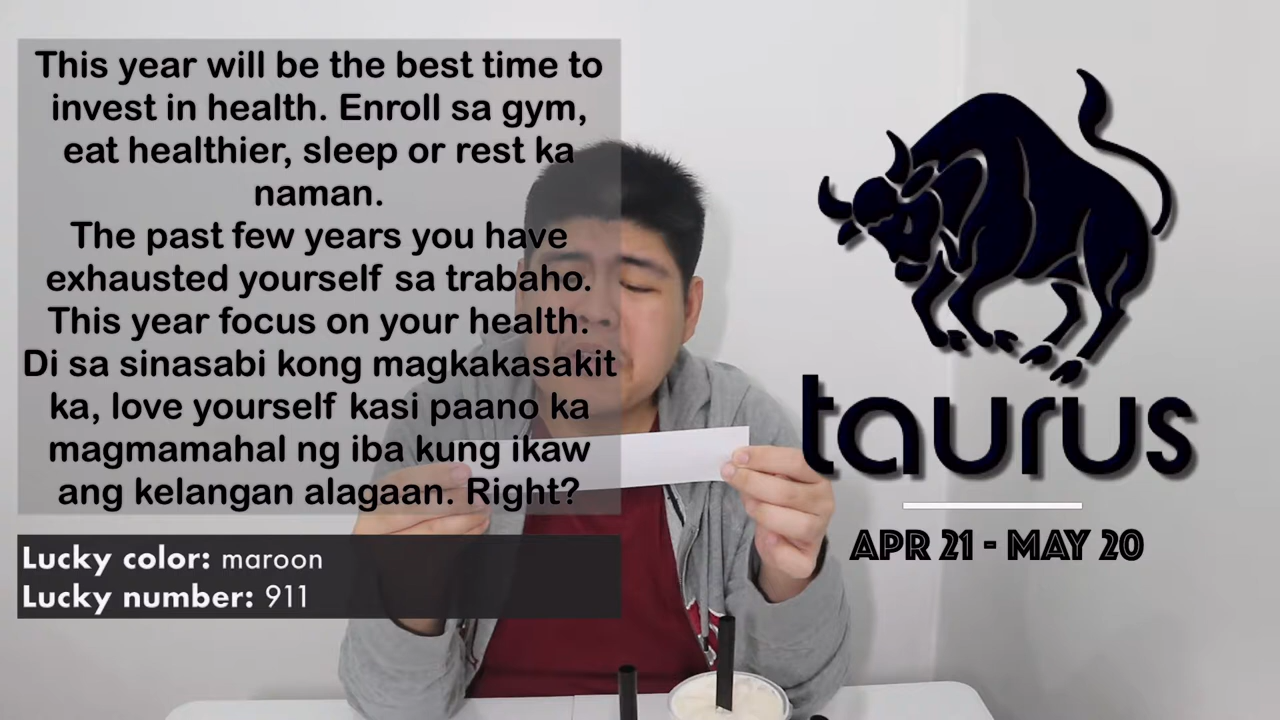 This year will be the best time to
invest in health. Enroll sa gym,
eat healthier, sleep or rest ka
naman.
The past few years you have
exhausted yourself sa trabaho.
This year focus on your health.
Di sa sinasabi kong magkakasakit
ka, love yourself kasi paano ka
magmamahal ng iba kung ikaw
ang kelangan alagaan. Right?
Lucky color: maroon
Lucky number: 911
taurus
APR 21 - MAY 20